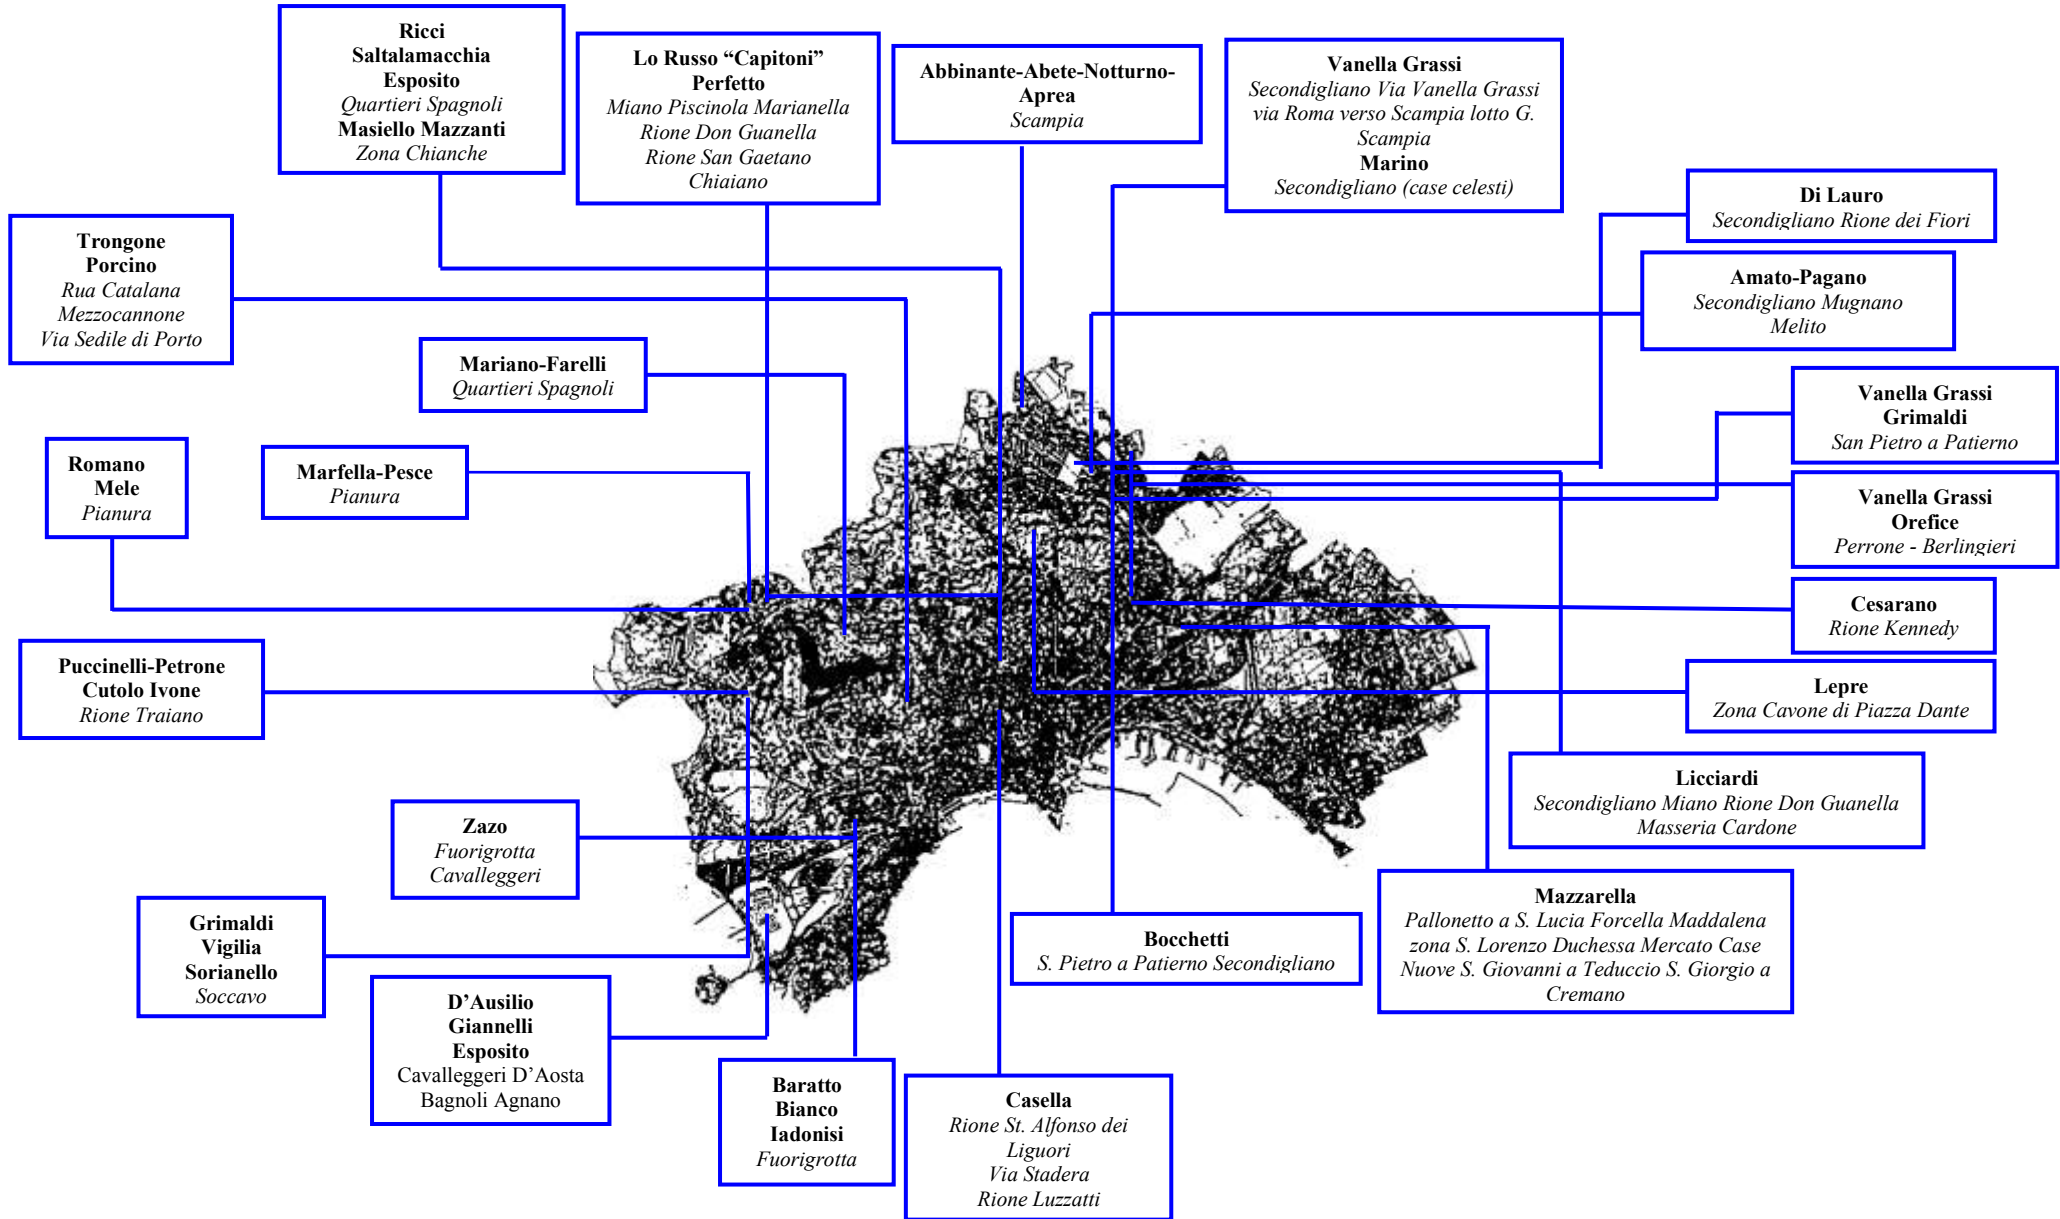 Ricci
Saltalamacchia
Esposito
Quartieri Spagnoli
Masiello Mazzanti
Zona Chianche
Lo Russo “Capitoni”
Perfetto
Miano Piscinola Marianella
Rione Don Guanella
Rione San Gaetano
Chiaiano
Abbinante-Abete-Notturno-
Aprea
Scampia
Vanella Grassi
Secondigliano Via Vanella Grassi
via Roma verso Scampia lotto G.
Scampia
Marino
Secondigliano (case celesti)
Di Lauro
Secondigliano Rione dei Fiori
Trongone
Porcino
Rua Catalana
Mezzocannone
Via Sedile di Porto
Amato-Pagano
Secondigliano Mugnano
Melito
Mariano-Farelli
Quartieri Spagnoli
Vanella Grassi
Grimaldi
San Pietro a Patierno
Romano
Mele
Pianura
Marfella-Pesce
Pianura
Vanella Grassi
Orefice
Perrone - Berlingieri
Cesarano
Rione Kennedy
Puccinelli-Petrone
Cutolo Ivone
Rione Traiano
Lepre
Zona Cavone di Piazza Dante
Licciardi
Secondigliano Miano Rione Don Guanella
Masseria Cardone
Zazo
Fuorigrotta
Cavalleggeri
Grimaldi
Vigilia
Sorianello
Soccavo
Bocchetti
S. Pietro a Patierno Secondigliano
Mazzarella
Pallonetto a S. Lucia Forcella Maddalena
zona S. Lorenzo Duchessa Mercato Case
Nuove S. Giovanni a Teduccio S. Giorgio a
Cremano
D’Ausilio
Giannelli
Esposito
Cavalleggeri D’Aosta
Bagnoli Agnano
Baratto
Bianco
Iadonisi
Fuorigrotta
Casella
Rione St. Alfonso dei
Liguori
Via Stadera
Rione Luzzatti